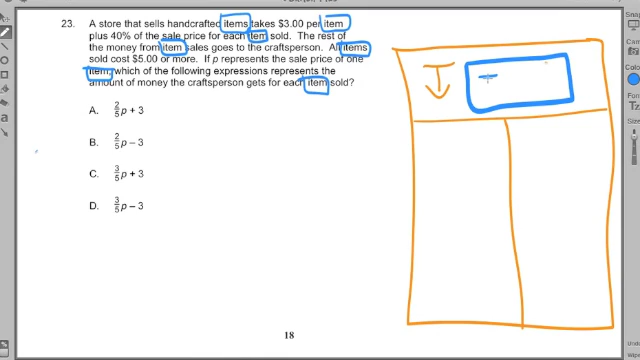 23. A store that sells handcrafted items takes $3.00 per item
plus 40% of the sale price for each item sold. The rest of
the money from item sales goes to the craftsperson. All items
sold cost $5.00 or more. If p represents the sale price of one
item, which of the following expressions represents the
amount of money the craftsperson gets for each item sold?
A. 2/5 p + 3
B. 2/5 p − 3
C. 3/5 p + 3
D. 3/5 p − 3
18